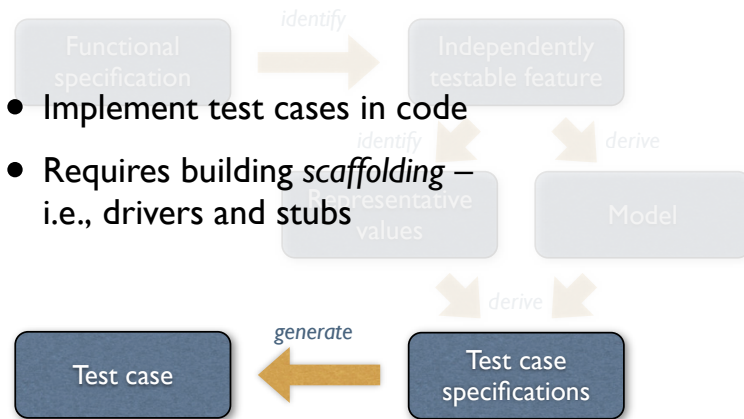 identify
Functional
specification
Independently
testable feature
• Implement test cases in code
identify
derive
• Requires building scaffolding –
i.e., drivers and stubs
Representative
values
Model
derive
generate
Test case
Test case
specifications